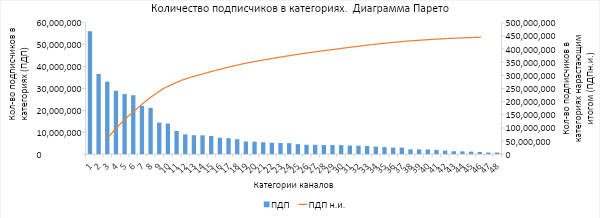 Количество подписчиков в категориях. Диаграмма Парето
Кол-во подписчиков в
категориях (ПДП)
60,000,000
50,000,000
40,000,000
30,000,000
20,000,000
10,000,000
0
500,000,000
450,000,000
400,000,000
350,000,000
300,000,000
250,000,000
200,000,000
150,000,000
100,000,000
50,000,000
0
Кол-во подписчиков в
категориях нарастающим
итогом (ПДПн.и.)
1 2 3 4 5 6 7 8 9 10 11 12 13 14 15 16 17 18 19 20 21 22 23 24 25 26 27 28 29 30 31 32 33 34 35 36 37 38 39 40 41 42 43 44 45 46 47 48
Категории каналов
ПДП ПДП н.и.